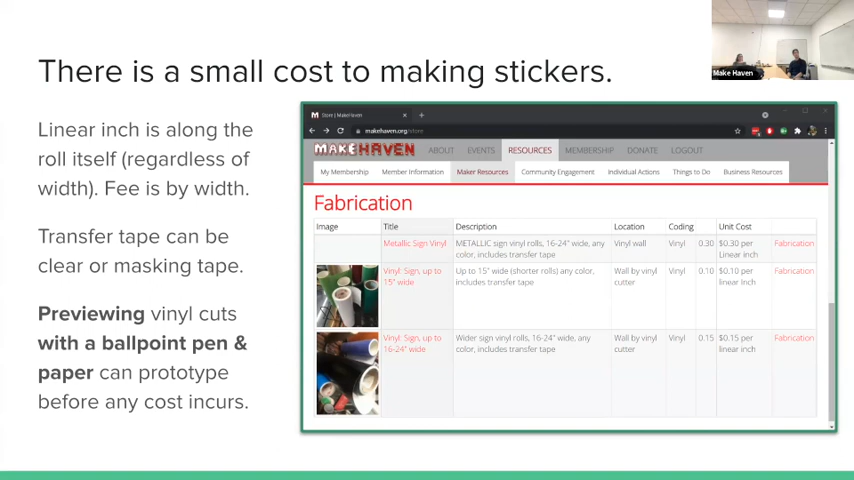 There is a small cost to making stickers.
Make Haven
Linear inch is along the
roll itself (regardless of
width). Fee is by width.
Transfer tape can be
clear or masking tape.
Previewing vinyl cuts
with a ballpoint pen &
paper can prototype
before any cost incurs.
Store | MakeHaven
makehaven.org/store
MAKEHAVEN ABOUT EVENTS RESOURCES MEMBERSHIP DONATE LOGOUT
My Membership Member Information Maker Resources Community Engagement Individual Actions Things to Do Business Resources
Fabrication
Image Title Description Location Coding Unit Cost
Metallic Sign Vinyl METALLIC sign vinyl rolls, 16-24" wide, any Vinyl wall Vinyl 0.30 $0.30 per Fabrication
color, includes transfer tape Linear Inch
Vinyl: Sign, up to Up to 15" wide (shorter rolls) any color, Wall by vinyl Vinyl 0.10 $0.10 per Fabrication
15" wide includes transfer tape cutter linear inch
Vinyl: Sign, up to Wider sign vinyl rolls, 16-24" wide, any Wall by vinyl Vinyl 0.15 $0.15 per Fabrication
16-24" wide color, includes transfer tape cutter linear inch